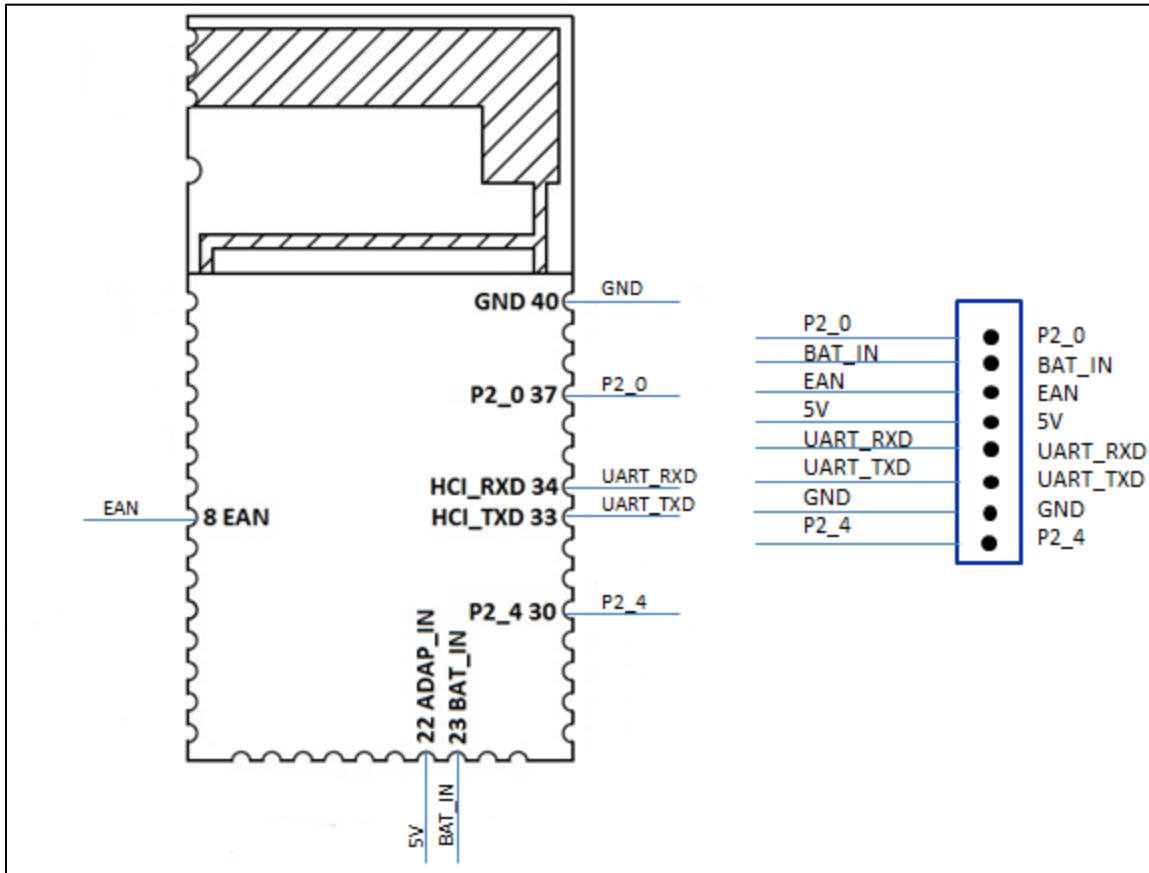 GND 40
GND
P2_0 37
P2_0
HCI_RXD 34
UART_RXD
HCI_TXD 33
UART_TXD
EAN
8 EAN
P2_4 30
P2_4
22 ADAP_IN
23 BAT_IN
5V
BAT_IN
P2_0
BAT_IN
EAN
5V
UART_RXD
UART_TXD
GND
P2_4
P2_0
BAT_IN
EAN
5V
UART_RXD
UART_TXD
GND
P2_4